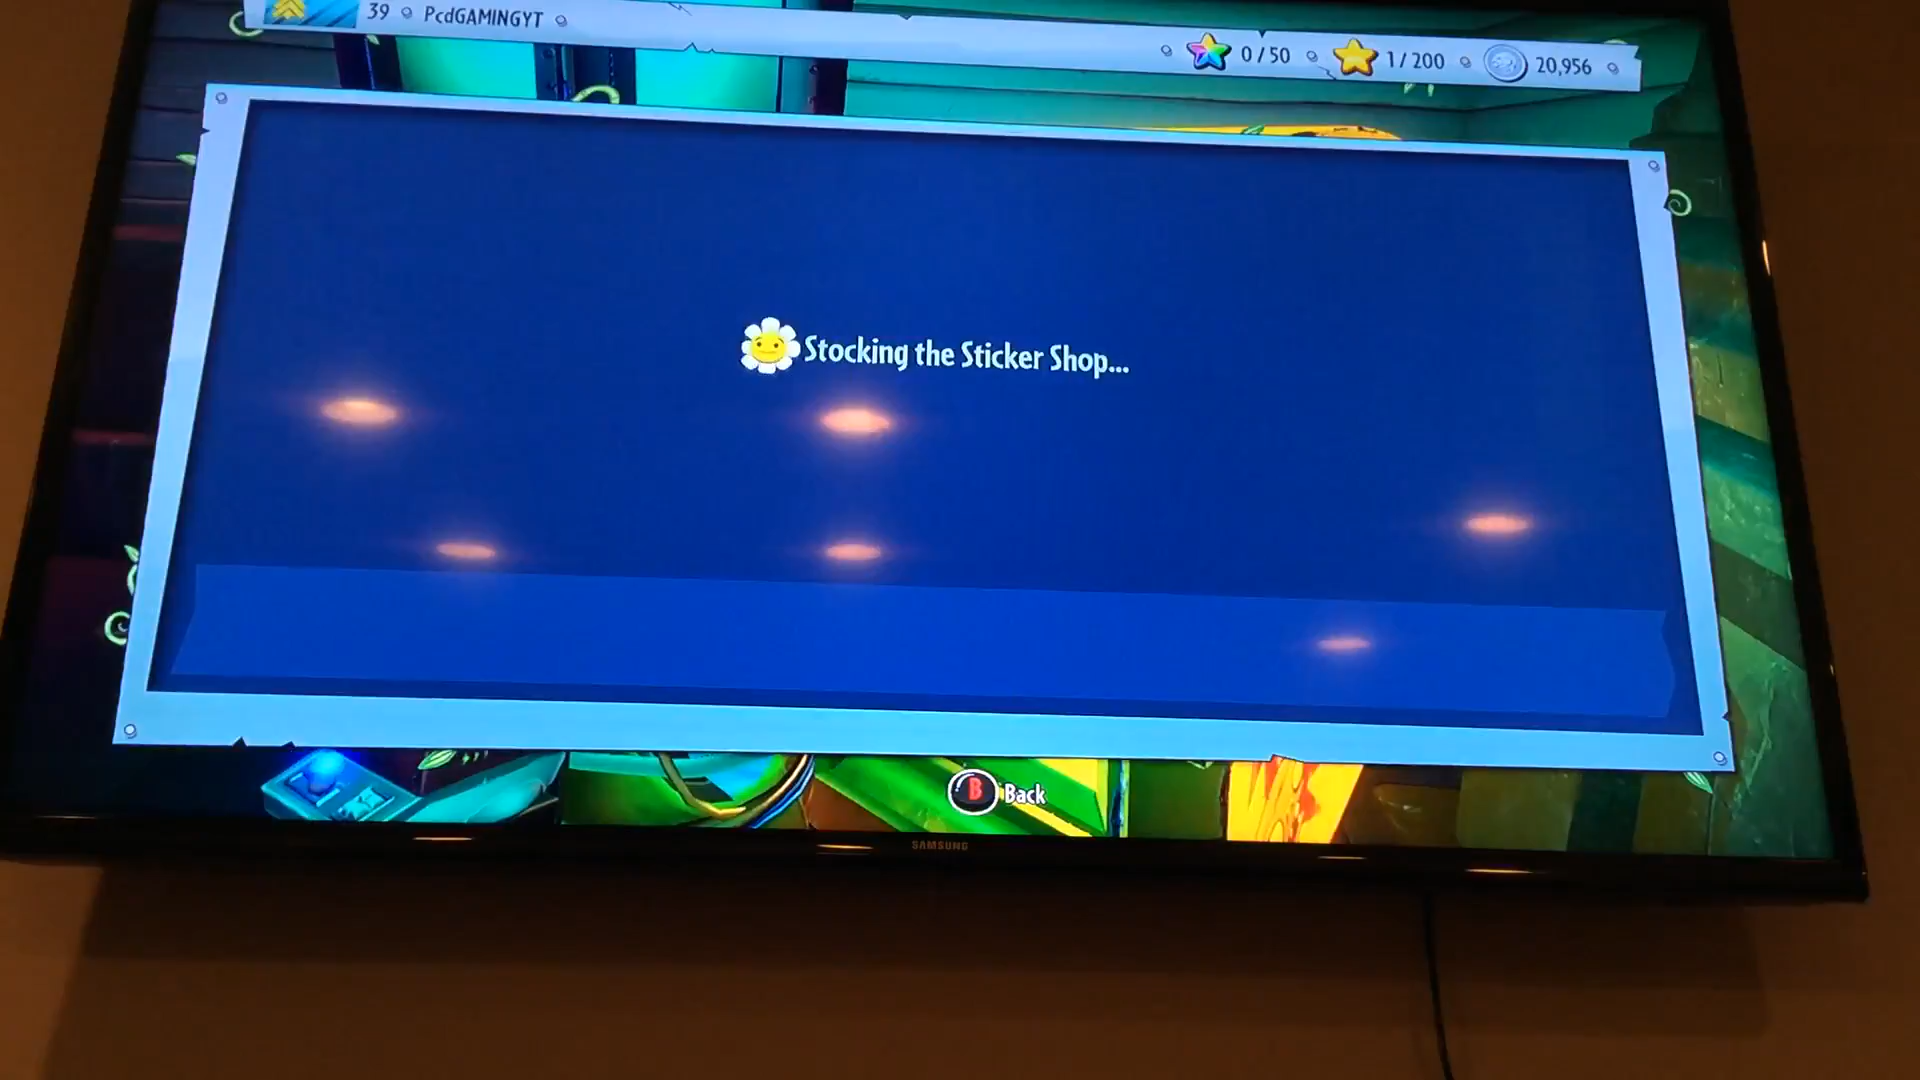 39 PcdGAMINGYT
0/50 1/200 20,956
Stocking the Sticker Shop...
B Back
SAMSUNG